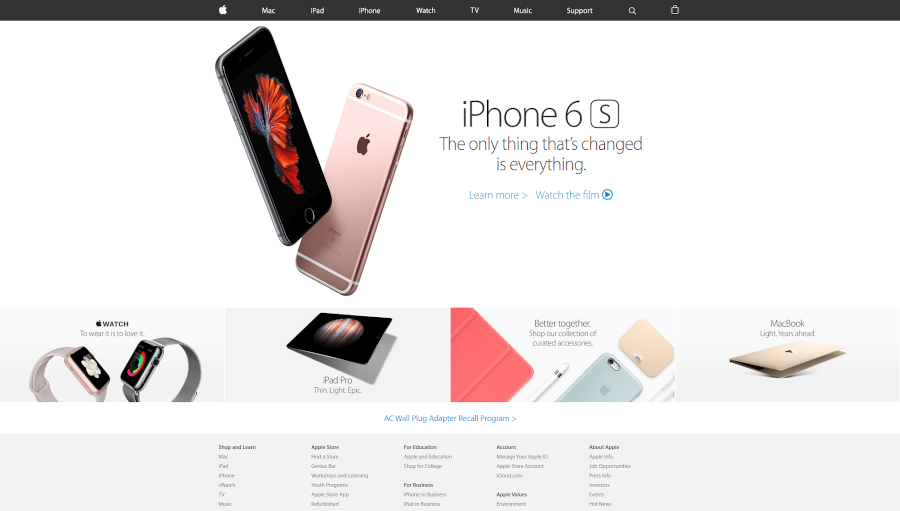 Mac iPad iPhone Watch TV Music Support
iPhone 6 S
The only thing that's changed
is everything.
Learn more > Watch the film
WATCH
To wear it is to love it.
iPad Pro
Thin. Light. Epic.
Better together.
Shop our collection of
curated accessories.
MacBook
Light. Years ahead.
AC Wall Plug Adapter Recall Program >
Shop and Learn
Mac
iPad
iPhone
Watch
TV
Music
Apple Store
Find a Store
Genius Bar
Workshops and Learning
Youth Programs
Apple Store App
Refurbished
For Education
Apple and Education
Shop for College
For Business
iPhone in Business
iPad in Business
Account
Manage Your Apple ID
Apple Store Account
iCloud.com
Apple Values
Environment
About Apple
Apple Info
Job Opportunities
Press Info
Investors
Events
Hot News